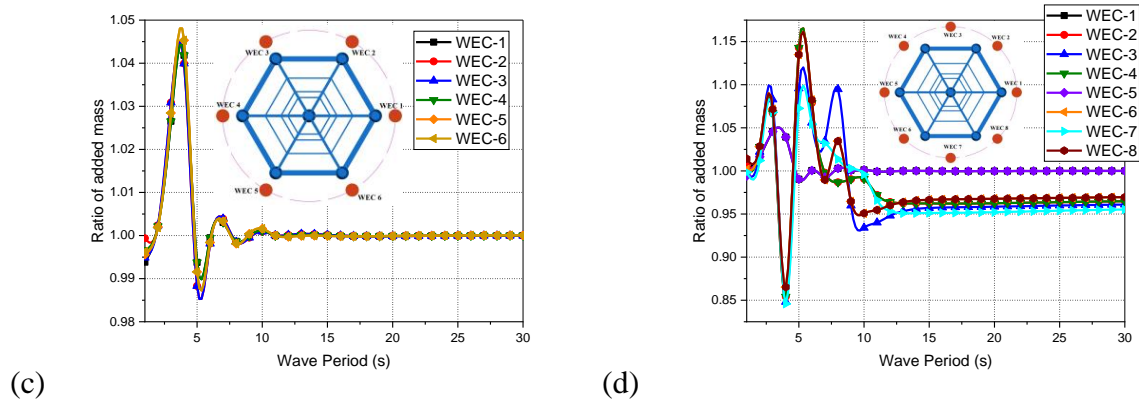 1.05
1.04
1.03
1.02
1.01
1.00
0.99
0.98
Ratio of added mass
5
10
15
20
25
30
Wave Period (s)
WEC-1
WEC-2
WEC-3
WEC-4
WEC-5
WEC-6
WEC 3
WEC 2
WEC 4
WEC 1
WEC 5
WEC 6
(c)
1.15
1.10
1.05
1.00
0.95
0.90
0.85
Ratio of added mass
5
10
15
20
25
30
Wave Period (s)
WEC-1
WEC-2
WEC-3
WEC-4
WEC-5
WEC-6
WEC-7
WEC-8
WEC 3
WEC 4
WEC 2
WEC 5
WEC 1
WEC 6
WEC 8
WEC 7
(d)